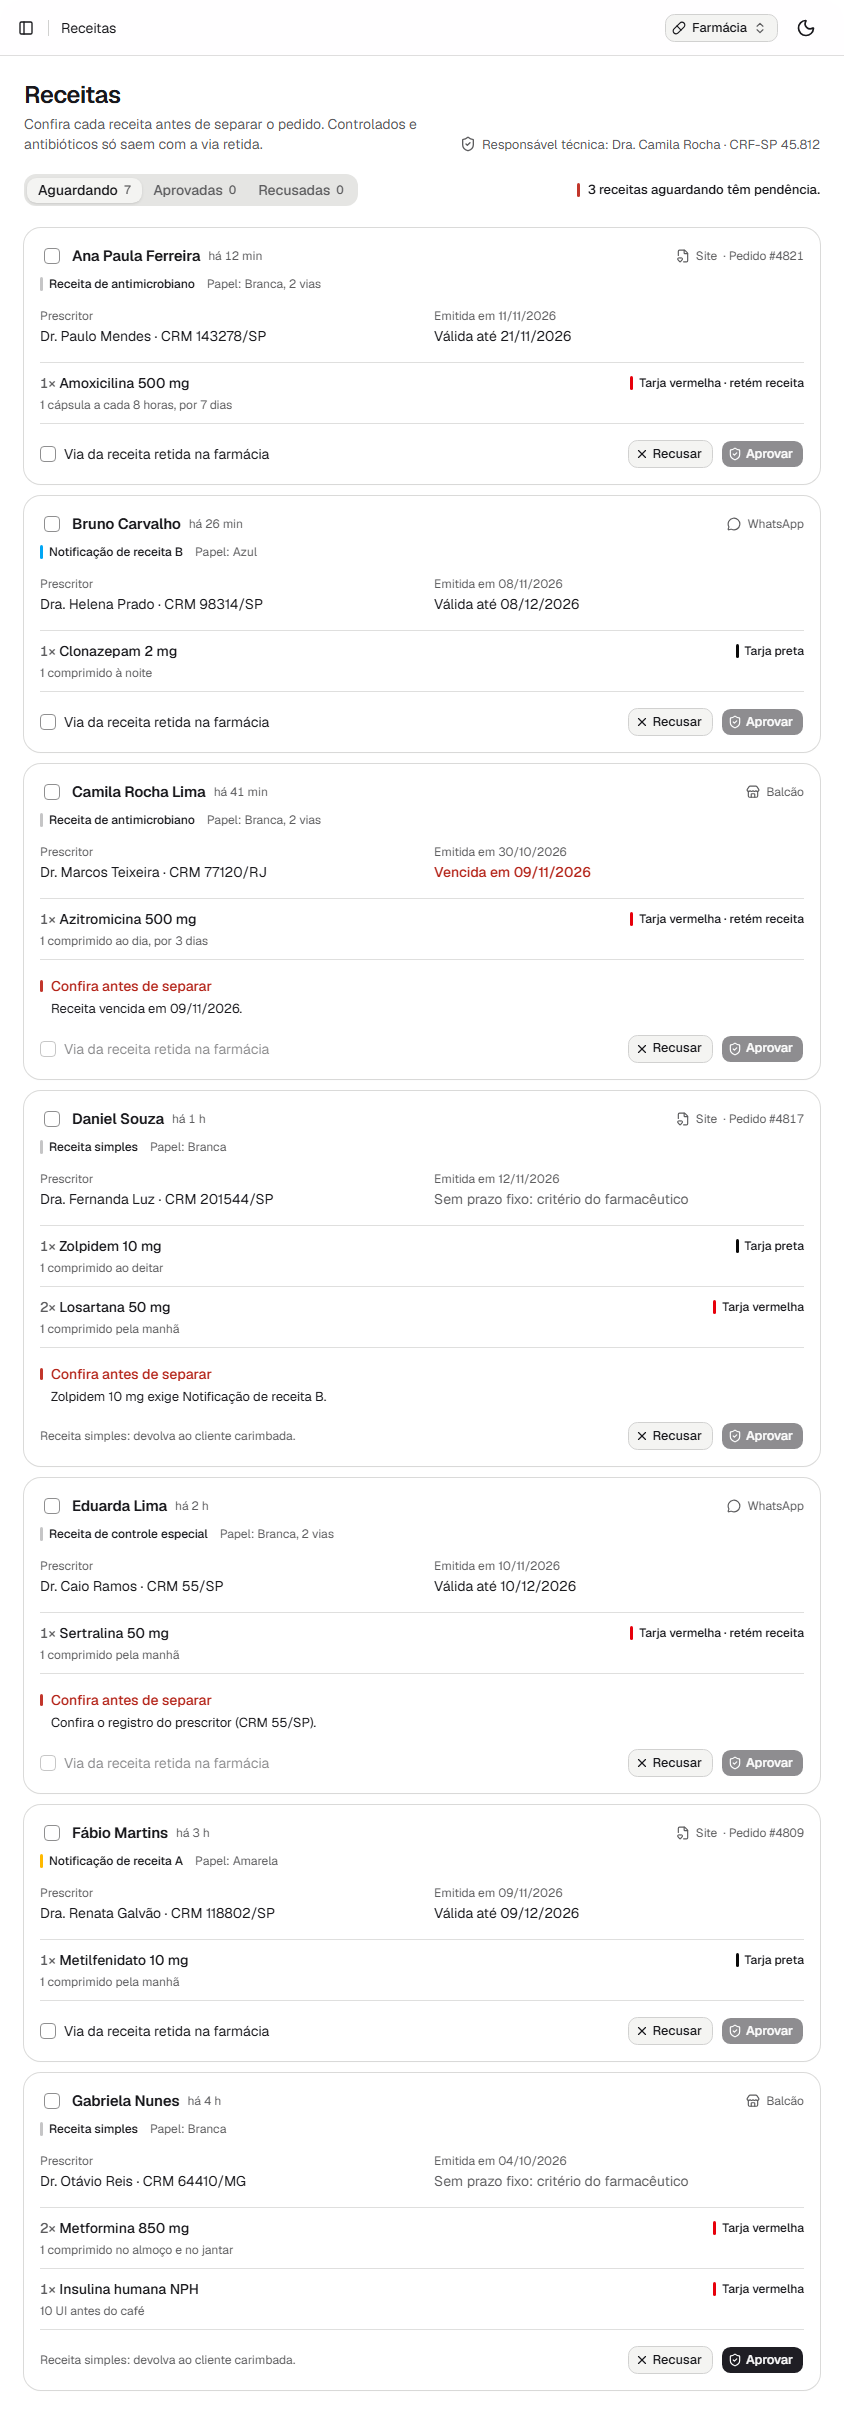 Receitas
Farmácia
Receitas
Confira cada receita antes de separar o pedido. Controlados e
antibióticos só saem com a via retida.
Responsável técnica: Dra. Camila Rocha · CRF-SP 45.812
Aguardando 7 Aprovadas 0 Recusadas 0
3 receitas aguardando têm pendência.
Ana Paula Ferreira há 12 min
Site · Pedido #4821
Receita de antimicrobiano Papel: Branca, 2 vias
Prescritor
Dr. Paulo Mendes · CRM 143278/SP
Emitida em 11/11/2026
Válida até 21/11/2026
1× Amoxicilina 500 mg
Tarja vermelha · retém receita
1 cápsula a cada 8 horas, por 7 dias
Via da receita retida na farmácia
Recusar
Aprovar
Bruno Carvalho há 26 min
WhatsApp
Notificação de receita B Papel: Azul
Prescritor
Dra. Helena Prado · CRM 98314/SP
Emitida em 08/11/2026
Válida até 08/12/2026
1× Clonazepam 2 mg
Tarja preta
1 comprimido à noite
Via da receita retida na farmácia
Recusar
Aprovar
Camila Rocha Lima há 41 min
Balcão
Receita de antimicrobiano Papel: Branca, 2 vias
Prescritor
Dr. Marcos Teixeira · CRM 77120/RJ
Emitida em 30/10/2026
Vencida em 09/11/2026
1× Azitromicina 500 mg
Tarja vermelha · retém receita
1 comprimido ao dia, por 3 dias
Confira antes de separar
Receita vencida em 09/11/2026.
Via da receita retida na farmácia
Recusar
Aprovar
Daniel Souza há 1 h
Site · Pedido #4817
Receita simples Papel: Branca
Prescritor
Dra. Fernanda Luz · CRM 201544/SP
Emitida em 12/11/2026
Sem prazo fixo: critério do farmacêutico
1× Zolpidem 10 mg
Tarja preta
1 comprimido ao deitar
2× Losartana 50 mg
Tarja vermelha
1 comprimido pela manhã
Confira antes de separar
Zolpidem 10 mg exige Notificação de receita B.
Receita simples: devolva ao cliente carimbada.
Recusar
Aprovar
Eduarda Lima há 2 h
WhatsApp
Receita de controle especial Papel: Branca, 2 vias
Prescritor
Dr. Caio Ramos · CRM 55/SP
Emitida em 10/11/2026
Válida até 10/12/2026
1× Sertralina 50 mg
Tarja vermelha · retém receita
1 comprimido pela manhã
Confira antes de separar
Confira o registro do prescritor (CRM 55/SP).
Via da receita retida na farmácia
Recusar
Aprovar
Fábio Martins há 3 h
Site · Pedido #4809
Notificação de receita A Papel: Amarela
Prescritor
Dra. Renata Galvão · CRM 118802/SP
Emitida em 09/11/2026
Válida até 09/12/2026
1× Metilfenidato 10 mg
Tarja preta
1 comprimido pela manhã
Via da receita retida na farmácia
Recusar
Aprovar
Gabriela Nunes há 4 h
Balcão
Receita simples Papel: Branca
Prescritor
Dr. Otávio Reis · CRM 64410/MG
Emitida em 04/10/2026
Sem prazo fixo: critério do farmacêutico
2× Metformina 850 mg
Tarja vermelha
1 comprimido no almoço e no jantar
1× Insulina humana NPH
Tarja vermelha
10 UI antes do café
Receita simples: devolva ao cliente carimbada.
Recusar
Aprovar